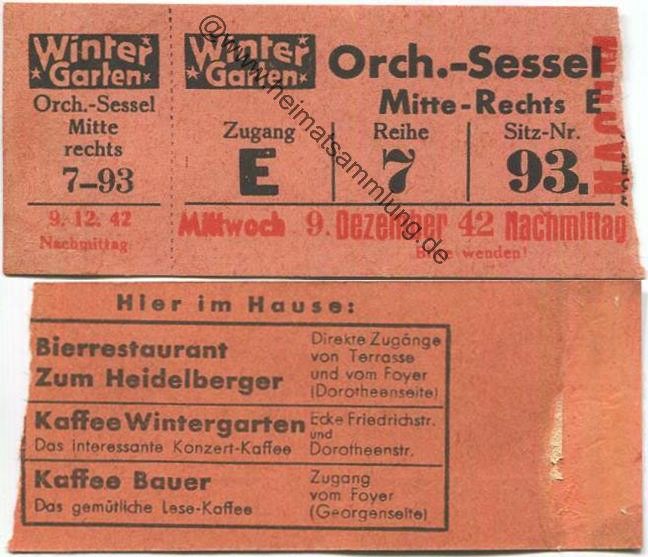 Winter
Garten
Orch.-Sessel
Mitte
rechts
7-93
9.12.42
Nachmittag
Winter
Garten
Orch.-Sessel
Mitte-Rechts E
Zugang
E
Reihe
7
Sitz-Nr.
93.
Mittwoch 9. Dezember 42 Nachmittag
Bitte wenden!
@www.heimatsammlung.de
Hier im Hause:
Bierrestaurant
Zum Heidelberger
Direkte Zugänge
von Terrasse
und vom Foyer
(Dorotheenseite)
Kaffee Wintergarten
Das interessante Konzert-Kaffee
Ecke Friedrichstr.
und
Dorotheenstr.
Kaffee Bauer
Das gemütliche Lese-Kaffee
Zugang
vom Foyer
(Georgenseite)